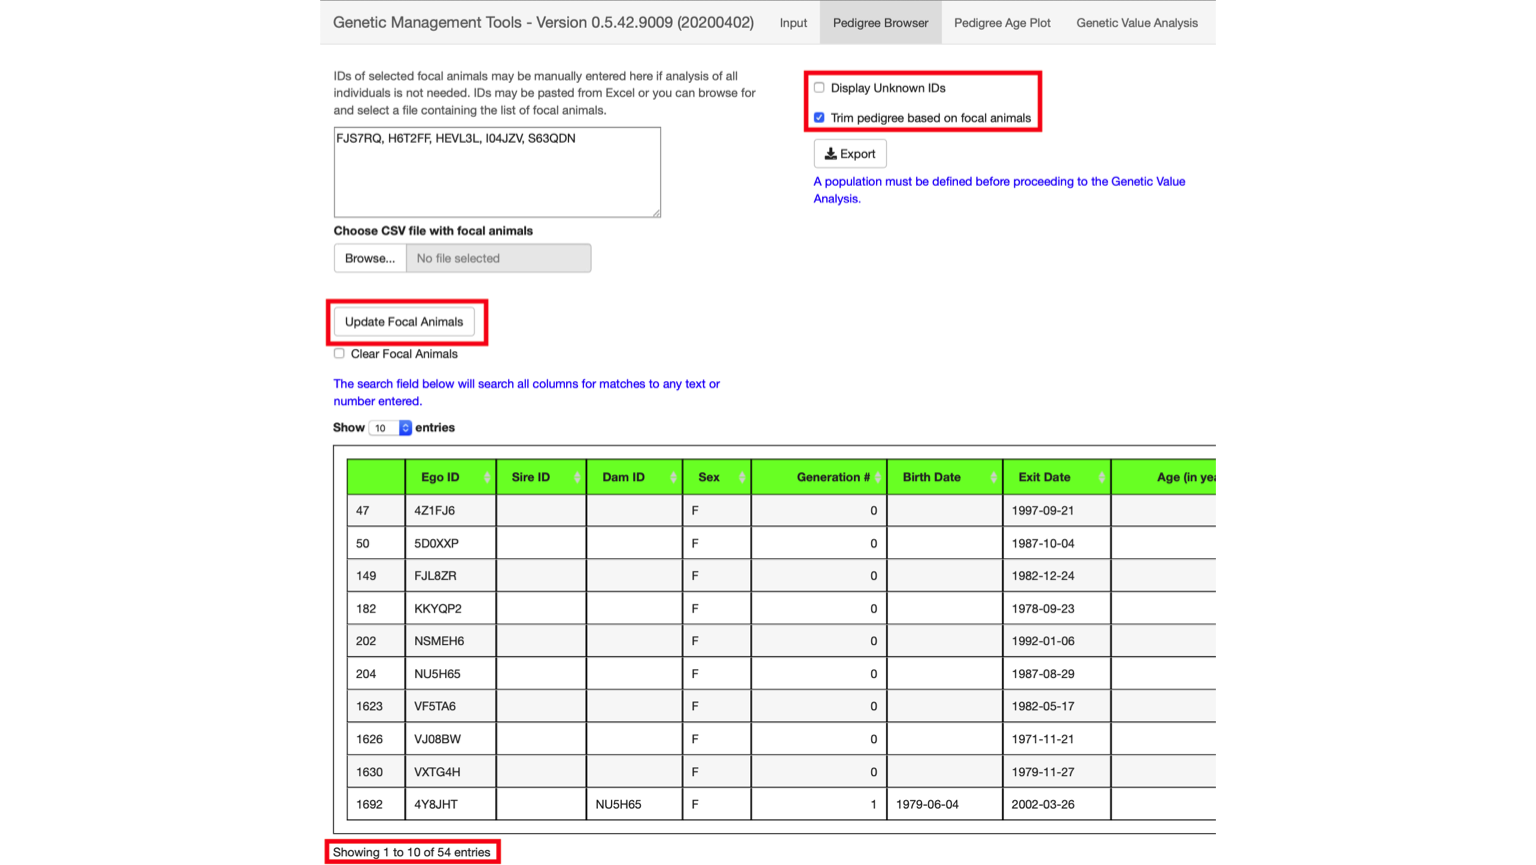 Genetic Management Tools - Version 0.5.42.9009 (20200402) Input Pedigree Browser Pedigree Age Plot Genetic Value Analysis
IDs of selected focal animals may be manually entered here if analysis of all
individuals is not needed. IDs may be pasted from Excel or you can browse for
and select a file containing the list of focal animals.
FJS7RQ, H6T2FF, HEVL3L, I04JZV, S63QDN
Choose CSV file with focal animals
Browse... No file selected
Update Focal Animals
Clear Focal Animals
Display Unknown IDs
Trim pedigree based on focal animals
Export
A population must be defined before proceeding to the Genetic Value
Analysis.
The search field below will search all columns for matches to any text or
number entered.
Show 10 entries
Ego ID Sire ID Dam ID Sex Generation # Birth Date Exit Date Age (in yea
47 4Z1FJ6 F 0 1997-09-21
50 5D0XXP F 0 1987-10-04
149 FJL8ZR F 0 1982-12-24
182 KKYQP2 F 0 1978-09-23
202 NSMEH6 F 0 1992-01-06
204 NU5H65 F 0 1987-08-29
1623 VF5TA6 F 0 1982-05-17
1626 VJ08BW F 0 1971-11-21
1630 VXTG4H F 0 1979-11-27
1692 4Y8JHT NU5H65 F 1 1979-06-04 2002-03-26
Showing 1 to 10 of 54 entries